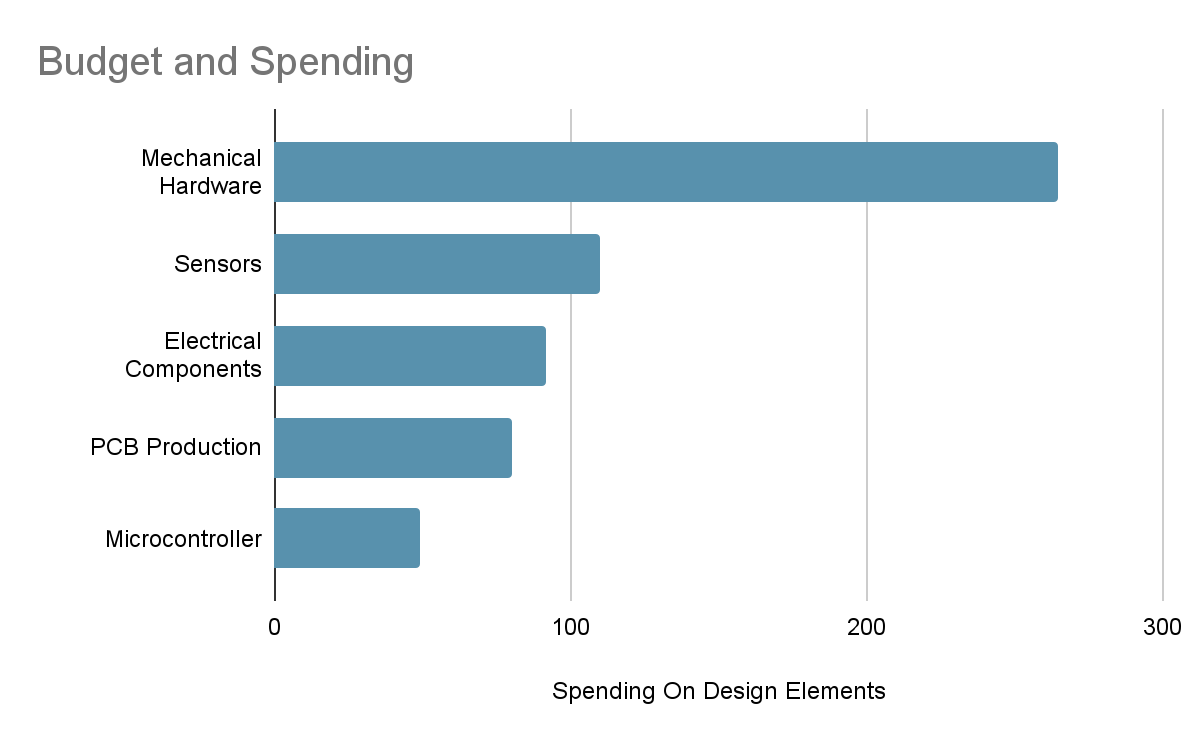 Budget and Spending
Mechanical
Hardware
Sensors
Electrical
Components
PCB Production
Microcontroller
0
100
200
300
Spending On Design Elements